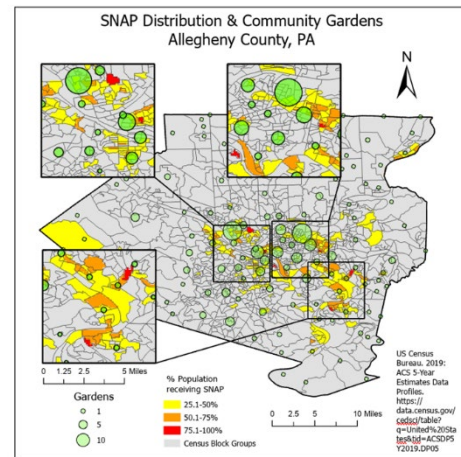 SNAP Distribution & Community Gardens
Allegheny County, PA
N
0 1.25 2.5 5 Miles
Gardens
1
5
10
% Population
receiving SNAP
25.1-50%
50.1-75%
75.1-100%
Census Block Groups
0 2.5 5 10 Miles
US Census
Bureau. 2019:
ACS 5-Year
Estimates Data
Profiles.
https://
data.census.gov/
cedsci/table?
q=United%20Sta
tes&tid=ACSDP5
Y2019.DP05